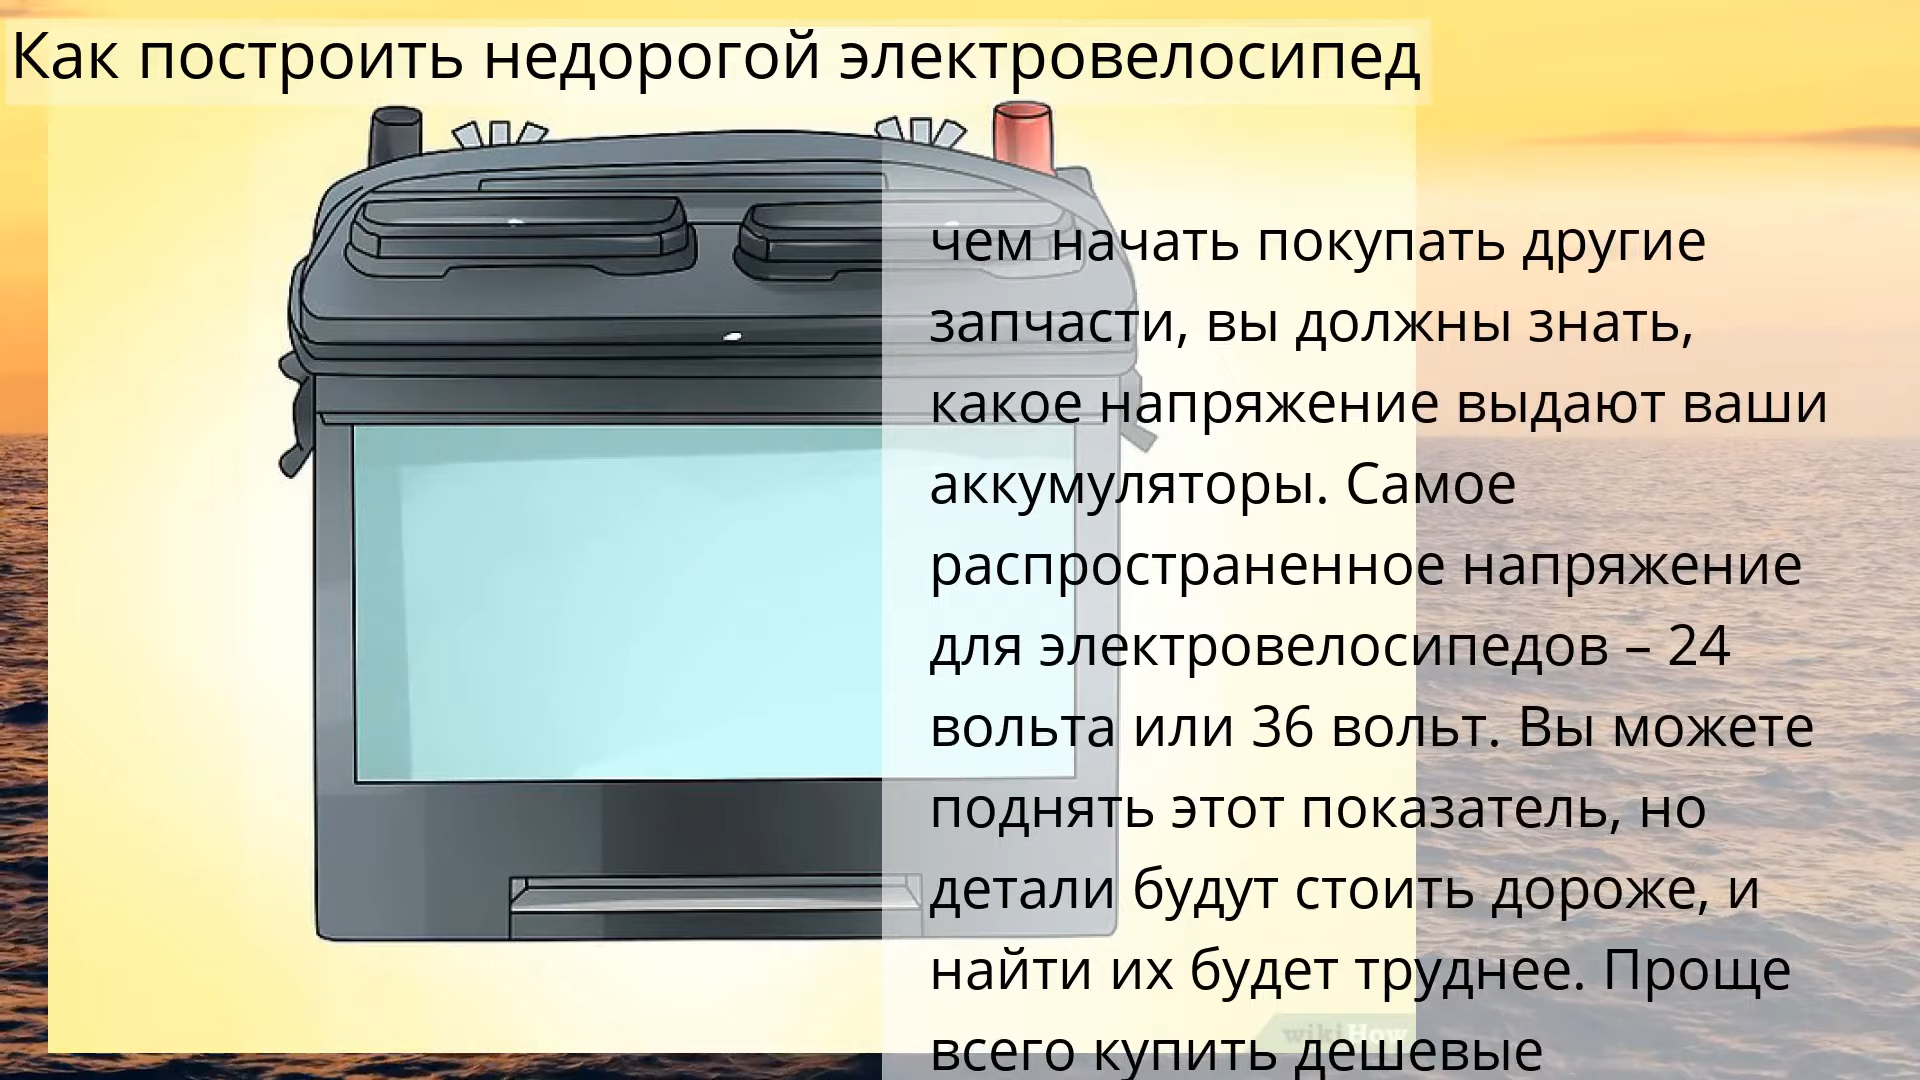 Как построить недорогой электровелосипед
чем начать покупать другие
запчасти, вы должны знать,
какое напряжение выдают ваши
аккумуляторы. Самое
распространенное напряжение
для электровелосипедов – 24
вольта или 36 вольт. Вы можете
поднять этот показатель, но
детали будут стоить дороже, и
найти их будет труднее. Проще
всего купить дешевые
wikiHow